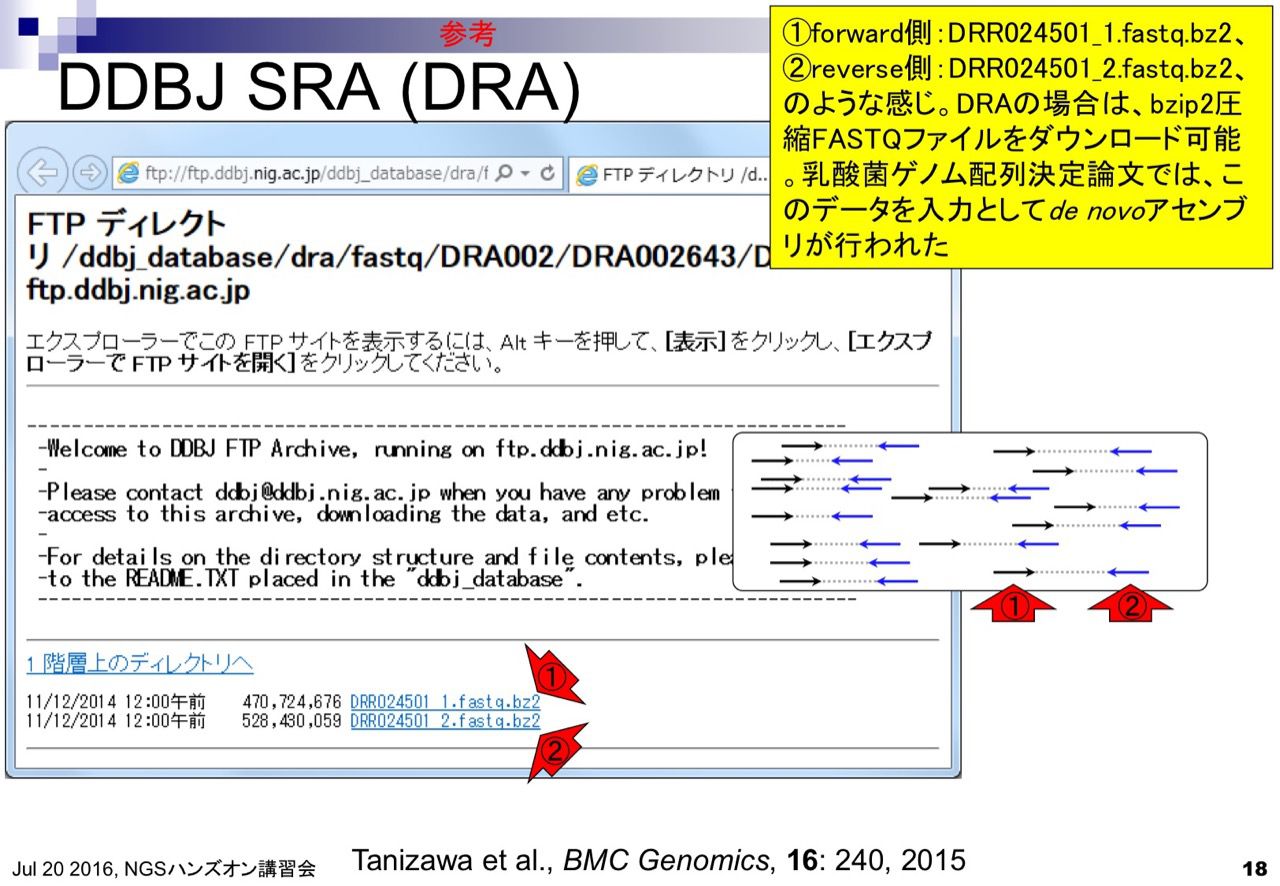 参考
DDBJ SRA (DRA)
①forward側：DRR024501_1.fastq.bz2、
②reverse側：DRR024501_2.fastq.bz2、
のような感じ。DRAの場合は、bzip2圧
縮FASTQファイルをダウンロード可能
。乳酸菌ゲノム配列決定論文では、こ
のデータを入力としてde novoアセンブ
リが行われた
ftp://ftp.ddbj.nig.ac.jp/ddbj_database/dra/f
FTP ディレクトリ /d...
FTP ディレクト
リ /ddbj_database/dra/fastq/DRA002/DRA002643/D
ftp.ddbj.nig.ac.jp
エクスプローラーでこの FTP サイトを表示するには、Alt キーを押して、[表示] をクリックし、[エクスプ
ローラーで FTP サイトを開く] をクリックしてください。
-Welcome to DDBJ FTP Archive, running on ftp.ddbj.nig.ac.jp!
-
-Please contact ddbj@ddbj.nig.ac.jp when you have any problem
-access to this archive, downloading the data, and etc.
-
-For details on the directory structure and file contents, ple
-to the README.TXT placed in the "ddbj_database".
① ②
1 階層上のディレクトリへ
①
11/12/2014 12:00午前 470,724,676 DRR024501_1.fastq.bz2
11/12/2014 12:00午前 528,430,059 DRR024501_2.fastq.bz2
②
Jul 20 2016, NGSハンズオン講習会
Tanizawa et al., BMC Genomics, 16: 240, 2015
18